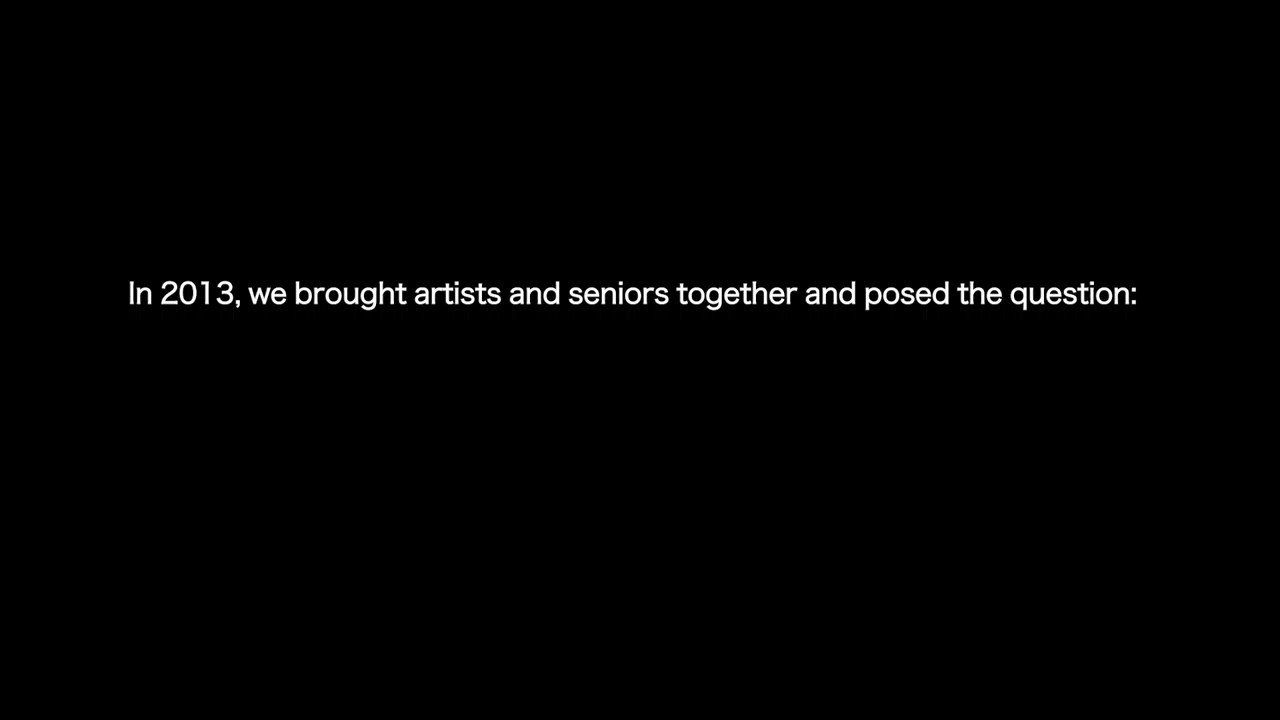 In 2013, we brought artists and seniors together and posed the question: